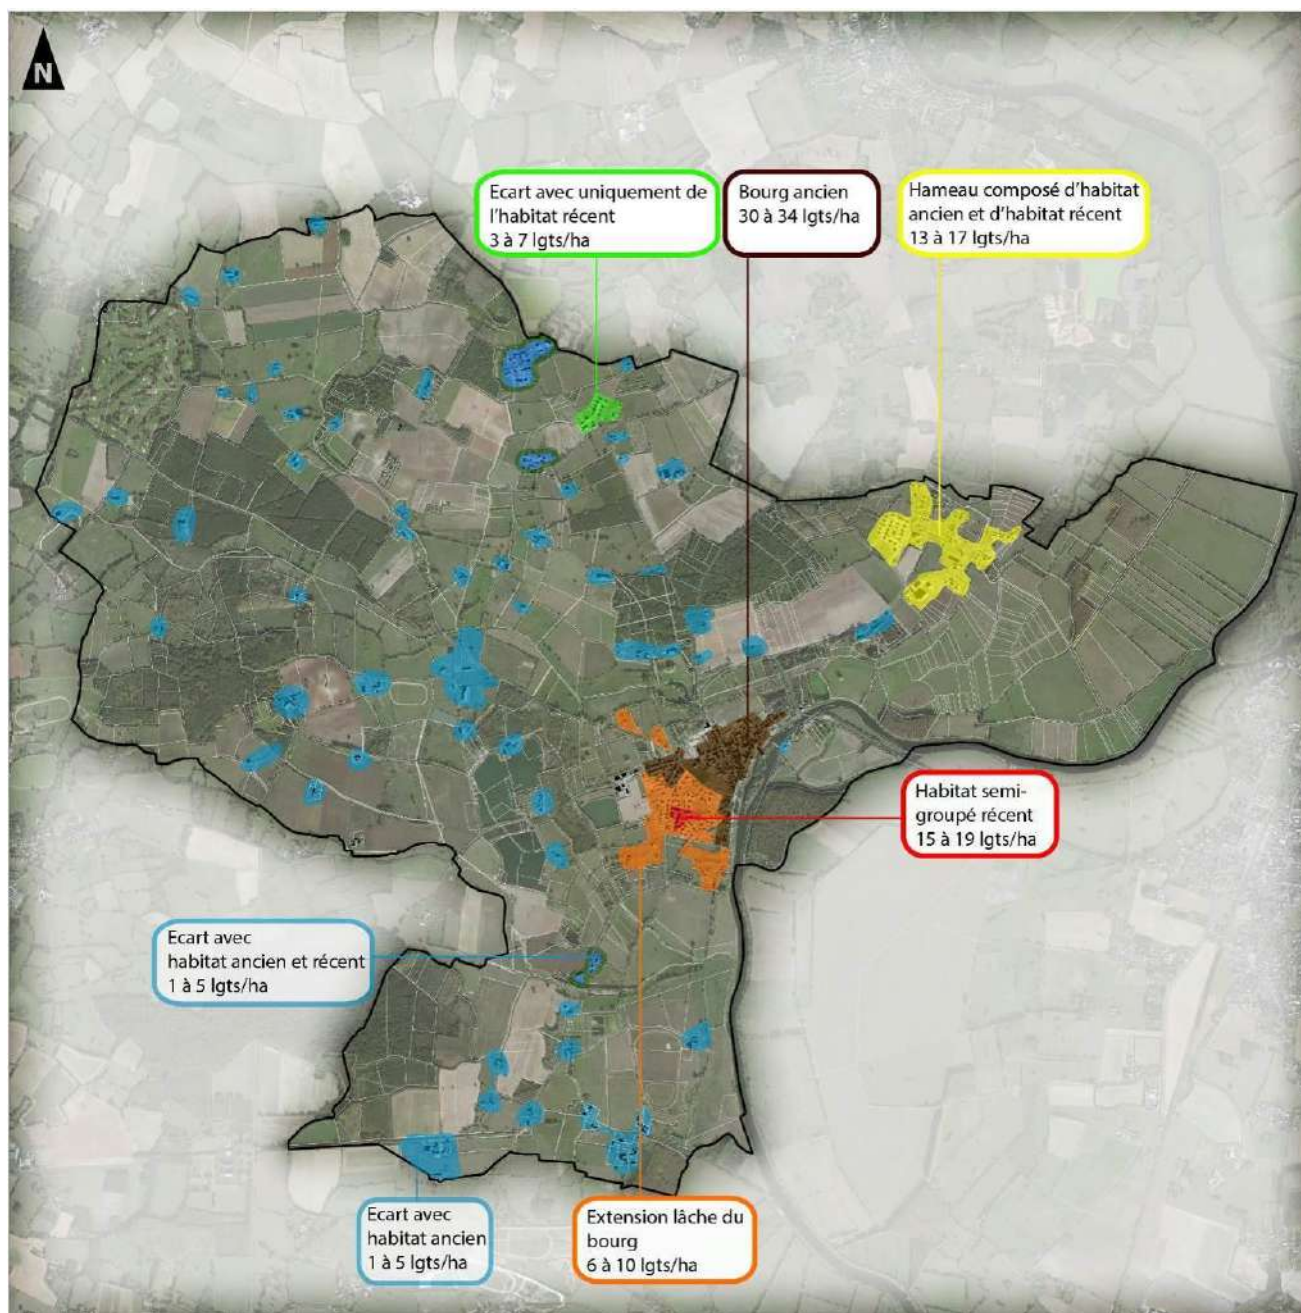 N
Ecart avec uniquement de
l'habitat récent
3 à 7 lgts/ha
Bourg ancien
30 à 34 lgts/ha
Hameau composé d'habitat
ancien et d'habitat récent
13 à 17 lgts/ha
Habitat semi-
groupé récent
15 à 19 lgts/ha
Ecart avec
habitat ancien et récent
1 à 5 lgts/ha
Ecart avec
habitat ancien
1 à 5 lgts/ha
Extension lâche du
bourg
6 à 10 lgts/ha